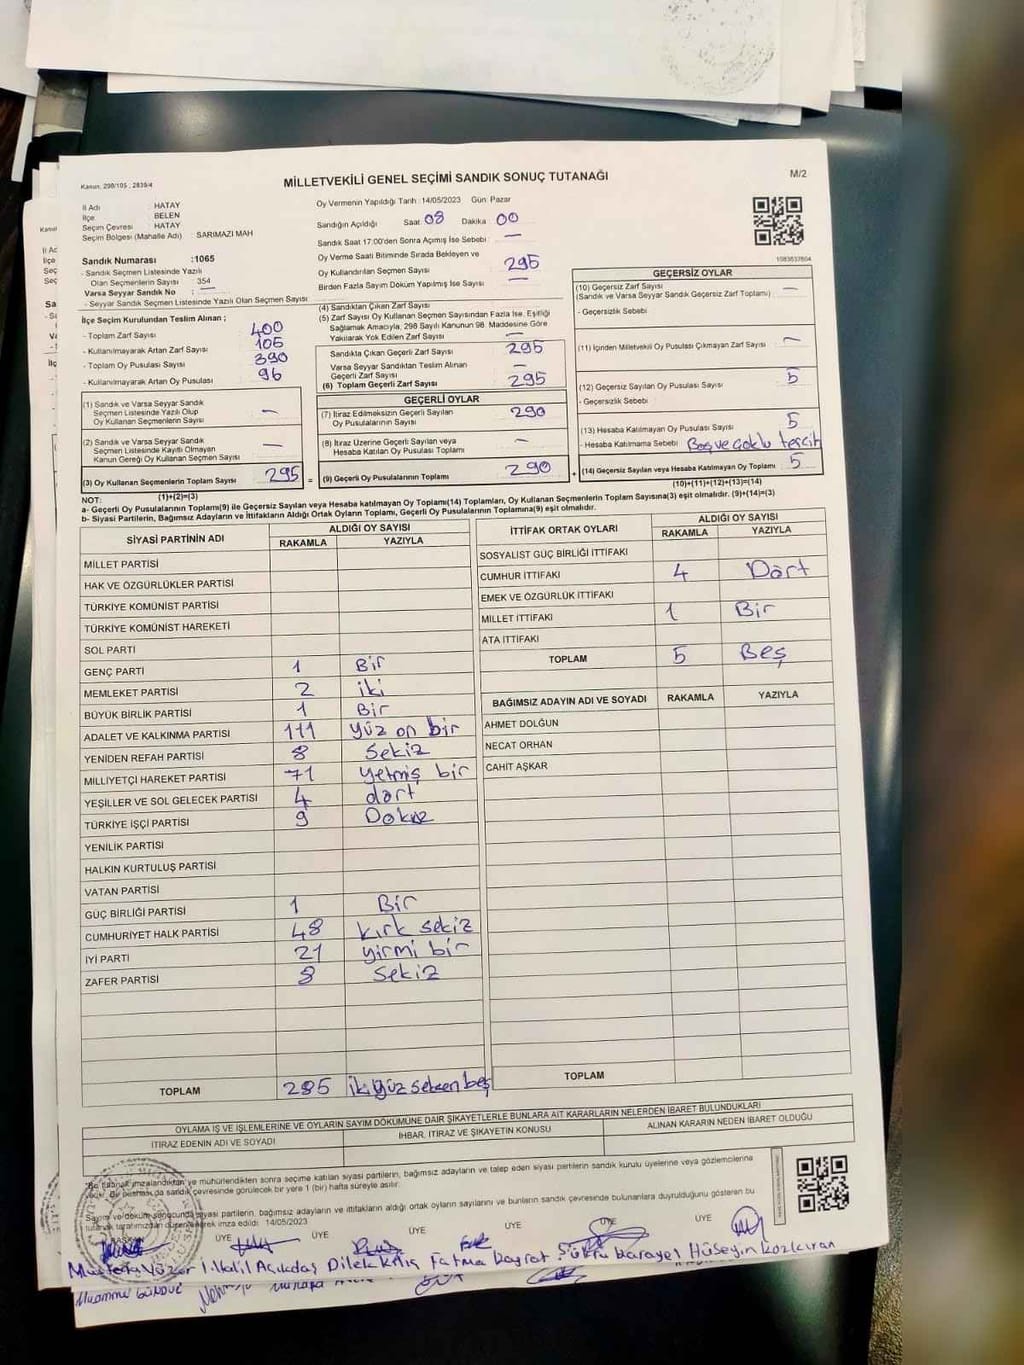 Kanun, 298/105 , 2839/4
MİLLETVEKİLİ GENEL SEÇİMİ SANDIK SONUÇ TUTANAĞI
M/2
İl Adı : HATAY
İlçe : BELEN
Seçim Çevresi : HATAY
Seçim Bölgesi (Mahalle Adı) : SARIMAZI MAH
Sandık Numarası :1065
- Sandık Seçmen Listesinde Yazılı
Olan Seçmenlerin Sayısı 354
Varsa Seyyar Sandık No : —
- Seyyar Sandık Seçmen Listesinde Yazılı Olan Seçmen Sayısı
Oy Vermenin Yapıldığı Tarih : 14/05/2023 Gün: Pazar
Sandığın Açıldığı Saat 08 Dakika 00
Sandık Saat 17:00'den Sonra Açımış İse Sebebi : —
Oy Verme Saati Bitiminde Sırada Bekleyen ve
Oy Kullandırılan Seçmen Sayısı 295
Birden Fazla Sayım Döküm Yapılmış İse Sayısı : —
1083637804
İlçe Seçim Kurulundan Teslim Alınan ;
- Toplam Zarf Sayısı 400
- Kullanılmayarak Artan Zarf Sayısı 105
- Toplam Oy Pusulası Sayısı 390
- Kullanılmayarak Artan Oy Pusulası 96
(4) Sandıktan Çıkan Zarf Sayısı
(5) Zarf Sayısı Oy Kullanan Seçmen Sayısından Fazla İse, Eşitliği
Sağlamak Amacıyla, 298 Sayılı Kanunun 98. Maddesine Göre
Yakılarak Yok Edilen Zarf Sayısı —
Sandıkta Çıkan Geçerli Zarf Sayısı 295
Varsa Seyyar Sandıktan Teslim Alınan
Geçerli Zarf Sayısı —
(6) Toplam Geçerli Zarf Sayısı 295
GEÇERSİZ OYLAR
(10) Geçersiz Zarf Sayısı
(Sandık ve Varsa Seyyar Sandık Geçersiz Zarf Toplamı) —
- Geçersizlik Sebebi
(11) İçinden Milletvekili Oy Pusulası Çıkmayan Zarf Sayısı —
(12) Geçersiz Sayılan Oy Pusulası Sayısı 5
- Geçersizlik Sebebi
(13) Hesaba Katılmayan Oy Pusulası Sayısı 5
- Hesaba Katılmama Sebebi Boş ve çoklu tercih
(14) Geçersiz Sayılan veya Hesaba Katılmayan Oy Toplamı 5
(10)+(11)+(12)+(13)=(14)
(1) Sandık ve Varsa Seyyar Sandık
Seçmen Listesinde Yazılı Olup
Oy Kullanan Seçmenlerin Sayısı —
(2) Sandık ve Varsa Seyyar Sandık
Seçmen Listesinde Kayıtlı Olmayan
Kanun Gereği Oy Kullanan Seçmen Sayısı —
(3) Oy Kullanan Seçmenlerin Toplam Sayısı 295 =
(1)+(2)=(3)
GEÇERLİ OYLAR
(7) İtiraz Edilmeksizin Geçerli Sayılan
Oy Pusulalarının Sayısı 290
(8) İtiraz Üzerine Geçerli Sayılan veya
Hesaba Katılan Oy Pusulası Toplamı —
(9) Geçerli Oy Pusulalarının Toplamı 290 +
NOT:
a- Geçerli Oy Pusulalarının Toplamı(9) ile Geçersiz Sayılan veya Hesaba katılmayan Oy Toplamı(14) Toplamları, Oy Kullanan Seçmenlerin Toplam Sayısına(3) eşit olmalıdır. (9)+(14)=(3)
b- Siyasi Partilerin, Bağımsız Adayların ve İttifakların Aldığı Ortak Oyların Toplamı, Geçerli Oy Pusulalarının Toplamına(9) eşit olmalıdır.
SİYASİ PARTİNİN ADI ALDIĞI OY SAYISI
RAKAMLA YAZIYLA
MİLLET PARTİSİ
HAK VE ÖZGÜRLÜKLER PARTİSİ
TÜRKİYE KOMÜNİST PARTİSİ
TÜRKİYE KOMÜNİST HAREKETİ
SOL PARTİ
GENÇ PARTİ 1 Bir
MEMLEKET PARTİSİ 2 iki
BÜYÜK BİRLİK PARTİSİ 1 Bir
ADALET VE KALKINMA PARTİSİ 111 Yüz on bir
YENİDEN REFAH PARTİSİ 8 Sekiz
MİLLİYETÇİ HAREKET PARTİSİ 71 Yetmiş bir
YEŞİLLER VE SOL GELECEK PARTİSİ 4 dört
TÜRKİYE İŞÇİ PARTİSİ 9 Dokuz
YENİLİK PARTİSİ
HALKIN KURTULUŞ PARTİSİ
VATAN PARTİSİ
GÜÇ BİRLİĞİ PARTİSİ 1 Bir
CUMHURİYET HALK PARTİSİ 48 kırk sekiz
İYİ PARTİ 21 yirmi bir
ZAFER PARTİSİ 8 Sekiz
TOPLAM 285 iki yüz seksen beş
İTTİFAK ORTAK OYLARI ALDIĞI OY SAYISI
RAKAMLA YAZIYLA
SOSYALİST GÜÇ BİRLİĞİ İTTİFAKI
CUMHUR İTTİFAKI 4 Dört
EMEK VE ÖZGÜRLÜK İTTİFAKI
MİLLET İTTİFAKI 1 Bir
ATA İTTİFAKI
TOPLAM 5 Beş
BAĞIMSIZ ADAYIN ADI VE SOYADI RAKAMLA YAZIYLA
AHMET DOLĞUN
NECAT ORHAN
CAHİT AŞKAR
TOPLAM
OYLAMA İŞ VE İŞLEMLERİNE VE OYLARIN SAYIM DÖKÜMÜNE DAİR ŞİKAYETLERLE BUNLARA AİT KARARLARIN NELERDEN İBARET BULUNDUKLARI
İTİRAZ EDENİN ADI VE SOYADI İHBAR, İTİRAZ VE ŞİKAYETİN KONUSU ALINAN KARARIN NEDEN İBARET OLDUĞU
Bu tutanak imzalandıktan ve mühürlendikten sonra seçime katılan siyasi partilerin, bağımsız adayların ve talep eden siyasi partilerin sandık kurulu üyelerine veya gözlemcilerine
bir sandık çevresinde görülecek bir yere 1 (bir) hafta süreyle asılır.
Sayım ve döküm sonucunda siyasi partilerin, bağımsız adayların ve ittifakların aldığı ortak oyların sayılarını ve bunların sandık çevresinde bulunanlara duyrulduğunu gösteren bu
tutanak tarafımızdan düzenlenerek imza edildi. 14/05/2023
BAŞKAN ÜYE ÜYE ÜYE ÜYE ÜYE ÜYE
Mustafa Yüzer Halil Açıkdaş Dilek Kılıç Fatma bayrat Şükrü karayel Hüseyin kozkıran